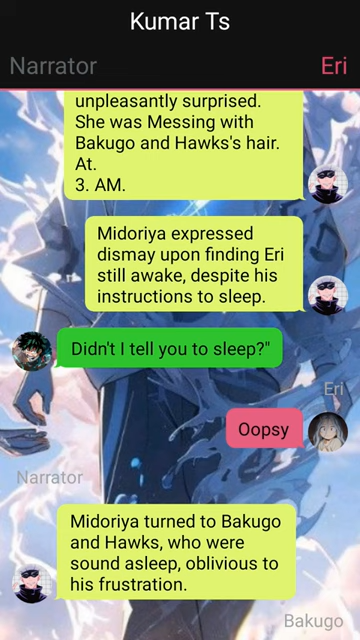 Kumar Ts
Narrator
Eri
unpleasantly surprised.
She was Messing with
Bakugo and Hawks's hair.
At.
3. AM.
Midoriya expressed
dismay upon finding Eri
still awake, despite his
instructions to sleep.
Didn't I tell you to sleep?"
Eri
Oopsy
Narrator
Midoriya turned to Bakugo
and Hawks, who were
sound asleep, oblivious to
his frustration.
Bakugo